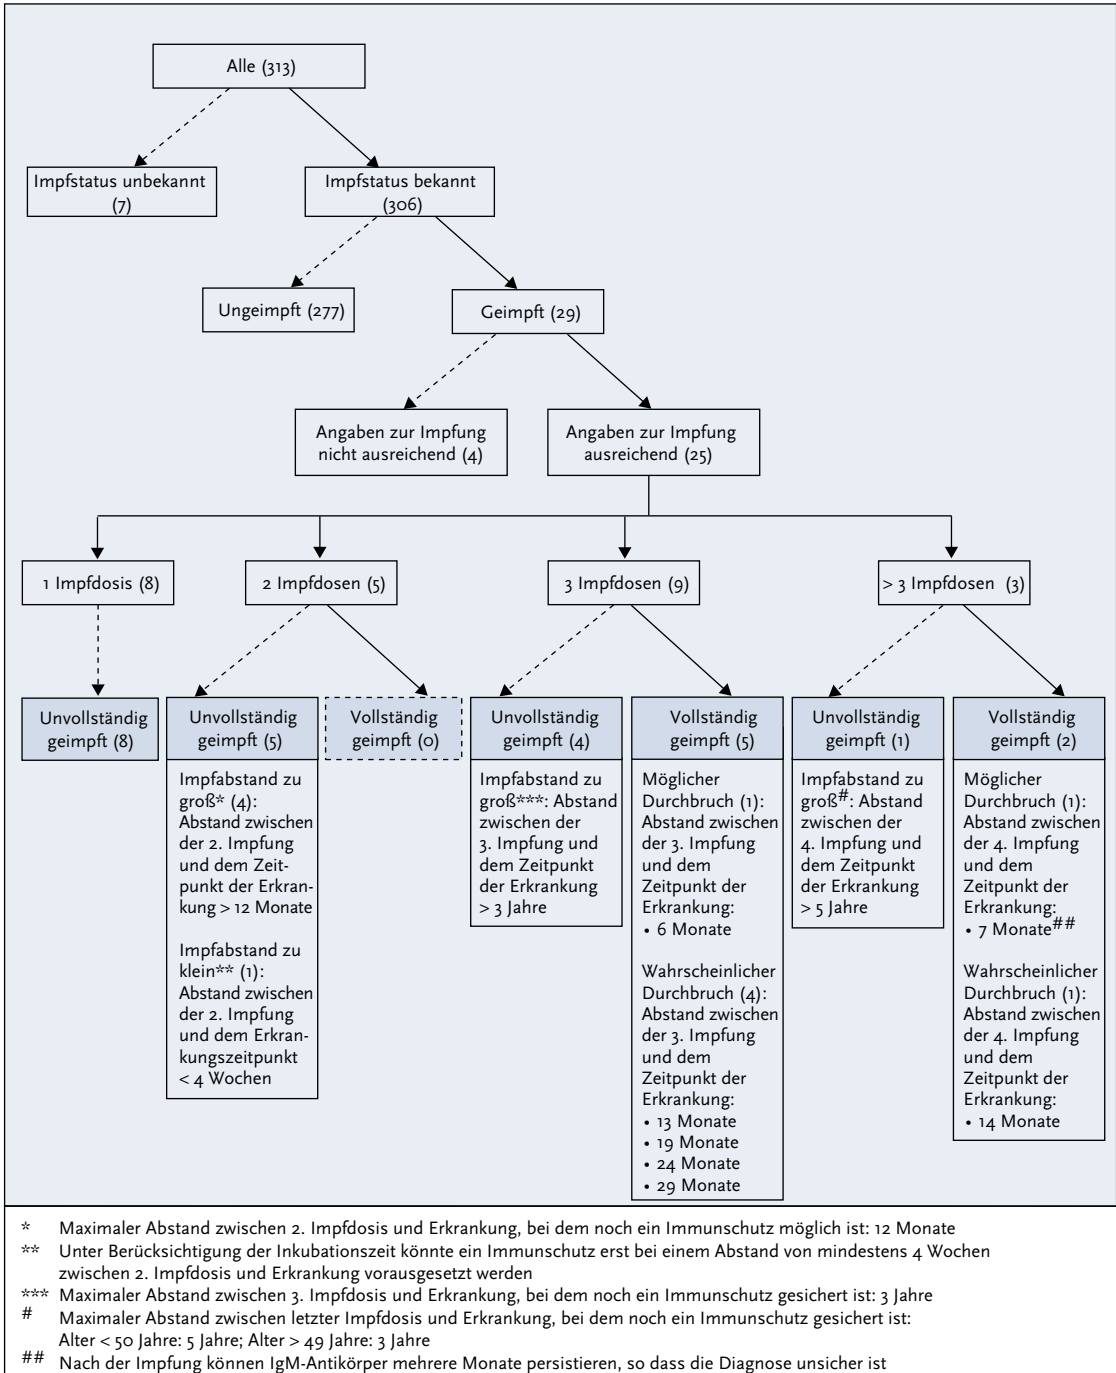 Alle (313)
Impfstatus unbekannt
(7)
Impfstatus bekannt
(306)
Ungeimpft (277)
Geimpft (29)
Angaben zur Impfung
nicht ausreichend (4)
Angaben zur Impfung
ausreichend (25)
1 Impfdosis (8)
2 Impfdosen (5)
3 Impfdosen (9)
> 3 Impfdosen (3)
Unvollständig
geimpft (8)
Unvollständig
geimpft (5)
Impfabstand zu
groß* (4):
Abstand zwischen
der 2. Impfung
und dem Zeit-
punkt der Erkran-
kung > 12 Monate
Impfabstand zu
klein** (1):
Abstand zwischen
der 2. Impfung
und dem Erkran-
kungszeitpunkt
< 4 Wochen
Vollständig
geimpft (0)
Unvollständig
geimpft (4)
Impfabstand zu
groß***: Abstand
zwischen der
3. Impfung und
dem Zeitpunkt
der Erkrankung
> 3 Jahre
Vollständig
geimpft (5)
Möglicher
Durchbruch (1):
Abstand zwischen
der 3. Impfung
und dem
Zeitpunkt der
Erkrankung:
• 6 Monate
Wahrscheinlicher
Durchbruch (4):
Abstand zwischen
der 3. Impfung
und dem
Zeitpunkt der
Erkrankung:
• 13 Monate
• 19 Monate
• 24 Monate
• 29 Monate
Unvollständig
geimpft (1)
Impfabstand zu
groß#: Abstand
zwischen der
4. Impfung und
dem Zeitpunkt
der Erkrankung
> 5 Jahre
Vollständig
geimpft (2)
Möglicher
Durchbruch (1):
Abstand zwischen
der 4. Impfung
und dem
Zeitpunkt der
Erkrankung:
• 7 Monate##
Wahrscheinlicher
Durchbruch (1):
Abstand zwischen
der 4. Impfung
und dem
Zeitpunkt der
Erkrankung:
• 14 Monate
* Maximaler Abstand zwischen 2. Impfdosis und Erkrankung, bei dem noch ein Immunschutz möglich ist: 12 Monate
** Unter Berücksichtigung der Inkubationszeit könnte ein Immunschutz erst bei einem Abstand von mindestens 4 Wochen
zwischen 2. Impfdosis und Erkrankung vorausgesetzt werden
*** Maximaler Abstand zwischen 3. Impfdosis und Erkrankung, bei dem noch ein Immunschutz gesichert ist: 3 Jahre
# Maximaler Abstand zwischen letzter Impfdosis und Erkrankung, bei dem noch ein Immunschutz gesichert ist:
Alter < 50 Jahre: 5 Jahre; Alter > 49 Jahre: 3 Jahre
## Nach der Impfung können IgM-Antikörper mehrere Monate persistieren, so dass die Diagnose unsicher ist